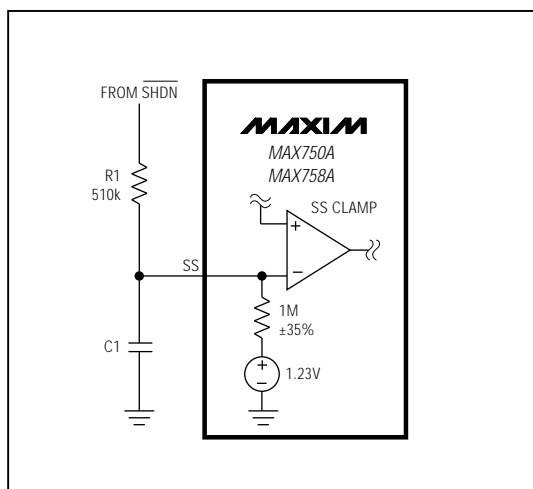 FROM SHDN
MAXIM
MAX750A
MAX758A
R1
510k
SS CLAMP
+
−
SS
1M
±35%
C1
+
−
1.23V